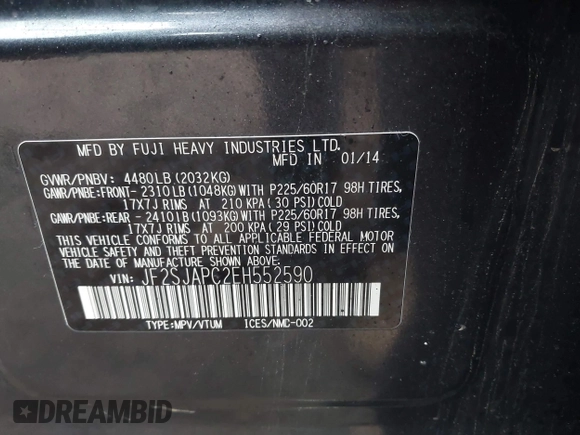 MFD BY FUJI HEAVY INDUSTRIES LTD.
MFD IN 01/14
GVWR/PNBV: 4480LB (2032KG)
GAWR/PNBE:FRONT- 2310LB (1048KG) WITH P225/60R17 98H TIRES,
17X7J RIMS AT 210 KPA ( 30 PSI) COLD
GAWR/PNBE:REAR - 2410LB (1093KG) WITH P225/60R17 98H TIRES,
17X7J RIMS AT 200 KPA ( 29 PSI) COLD
THIS VEHICLE CONFORMS TO ALL APPLICABLE FEDERAL MOTOR
VEHICLE SAFETY AND THEFT PREVENTION STANDARDS IN EFFECT
ON THE DATE OF MANUFACTURE SHOWN ABOVE.
VIN: JF2SJAPC2EH552590
TYPE:MPV/VTUM ICES/NMC-002
DREAMBID